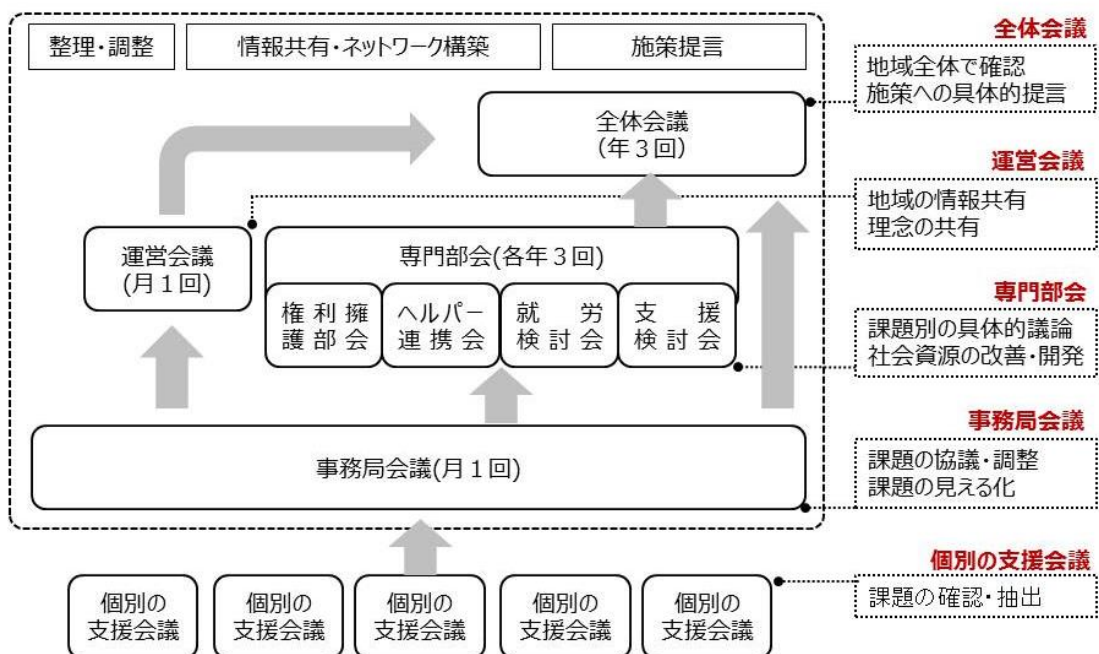 整理・調整
情報共有・ネットワーク構築
施策提言
全体会議
(年３回)
運営会議
(月１回)
専門部会(各年３回)
権利擁
護部会
ヘルパー
連携会
就労
検討会
支援
検討会
事務局会議(月１回)
個別の
支援会議
個別の
支援会議
個別の
支援会議
個別の
支援会議
個別の
支援会議
全体会議
地域全体で確認
施策への具体的提言
運営会議
地域の情報共有
理念の共有
専門部会
課題別の具体的議論
社会資源の改善・開発
事務局会議
課題の協議・調整
課題の見える化
個別の支援会議
課題の確認・抽出